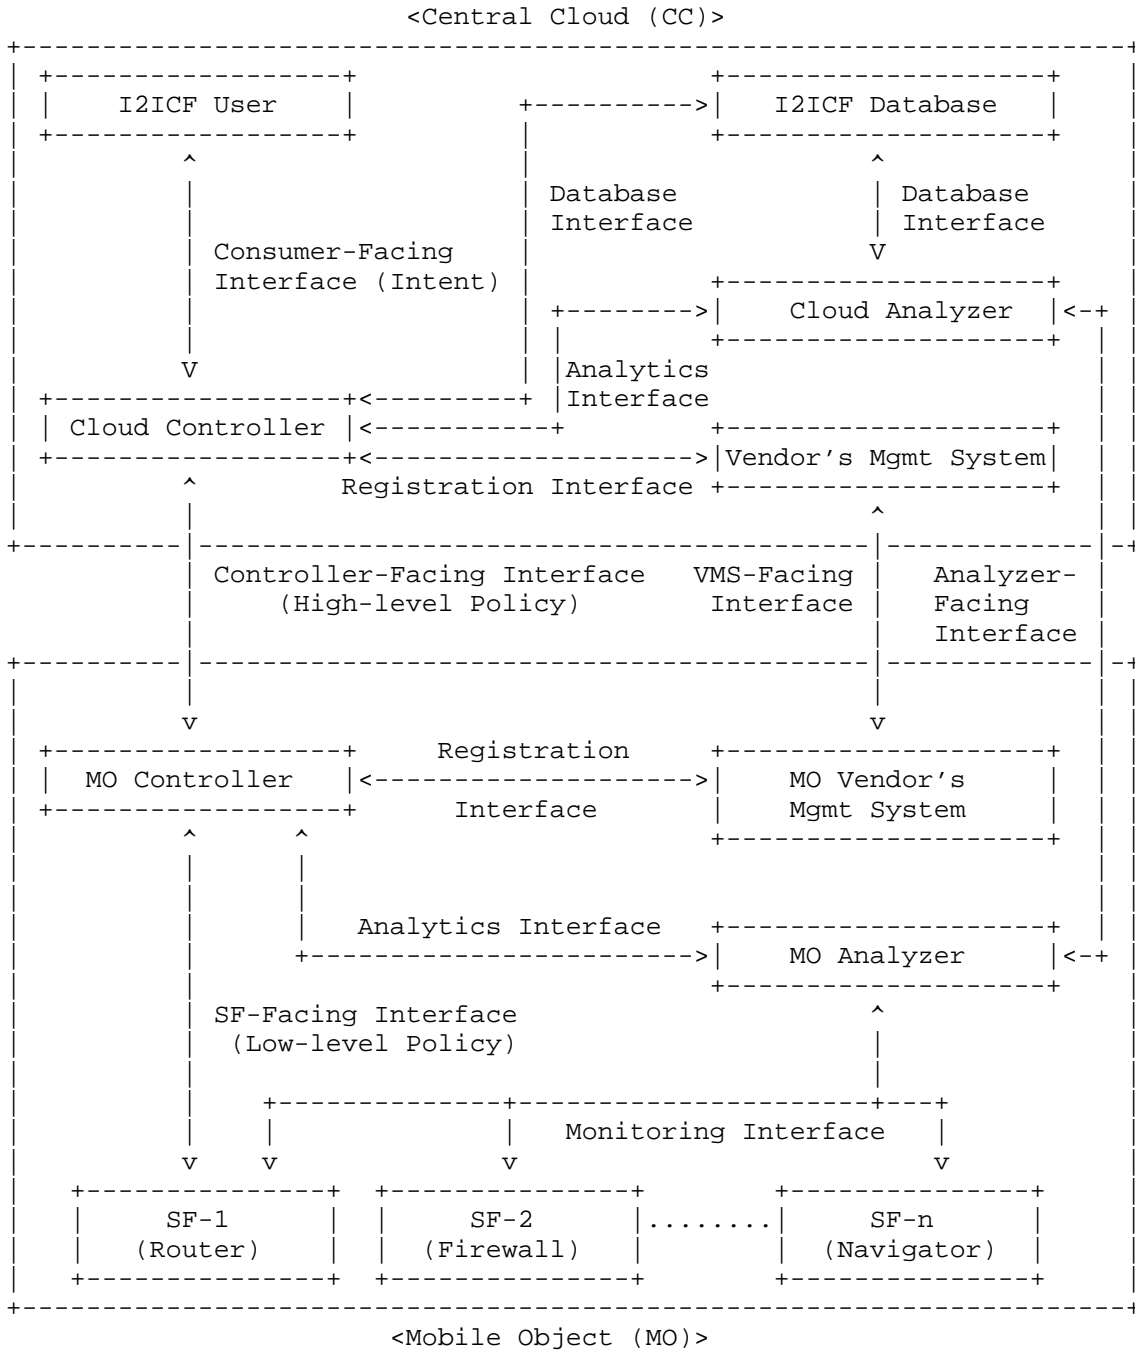 <Central Cloud (CC)>
I2ICF User
I2ICF Database
Database
Interface
Database
Interface
Consumer-Facing
Interface (Intent)
Cloud Analyzer
Analytics
Interface
Cloud Controller
Vendor's Mgmt System
Registration Interface
Controller-Facing Interface
(High-level Policy)
VMS-Facing
Interface
Analyzer-
Facing
Interface
MO Controller
Registration
Interface
MO Vendor's
Mgmt System
Analytics Interface
MO Analyzer
SF-Facing Interface
(Low-level Policy)
Monitoring Interface
SF-1
(Router)
SF-2
(Firewall)
........
SF-n
(Navigator)
<Mobile Object (MO)>